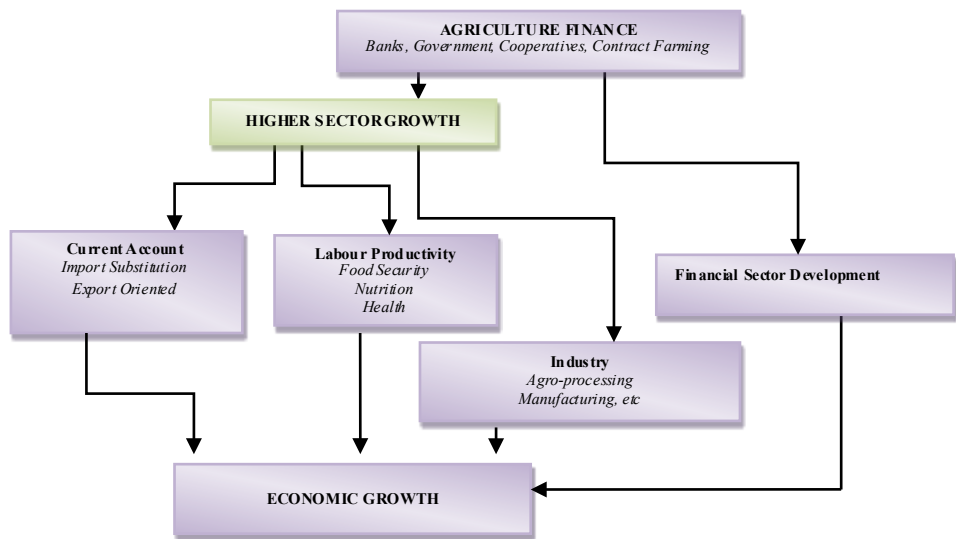 AGRICULTURE FINANCE
Banks, Government, Cooperatives, Contract Farming
HIGHER SECTOR GROWTH
Current Account
Import Substitution
Export Oriented
Labour Productivity
Food Security
Nutrition
Health
Financial Sector Development
Industry
Agro-processing
Manufacturing, etc
ECONOMIC GROWTH